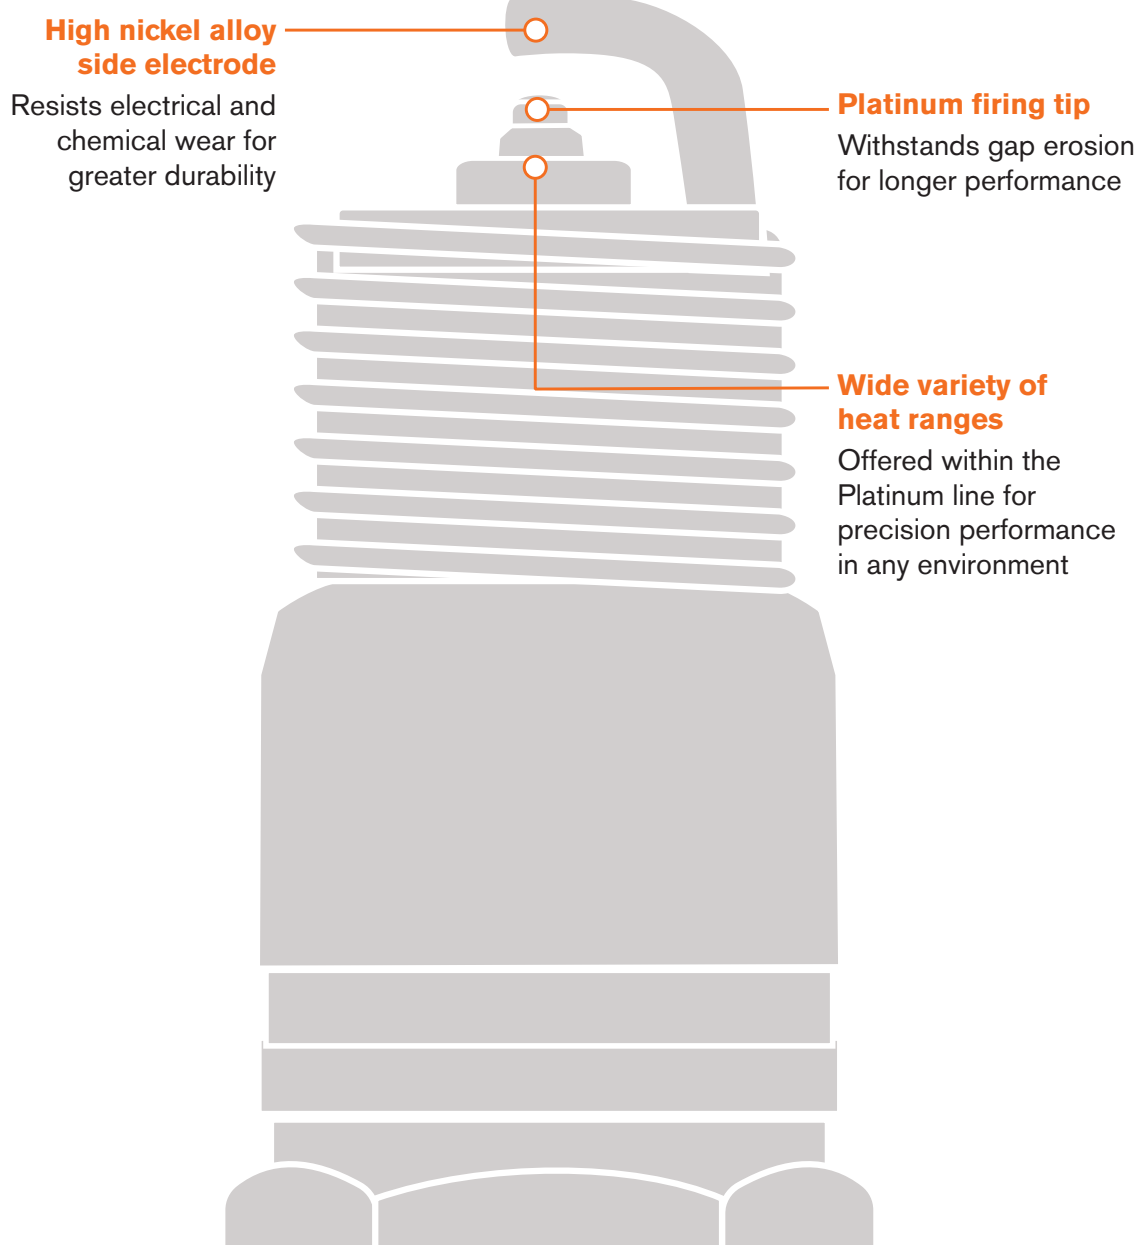 High nickel alloy
side electrode
Resists electrical and
chemical wear for
greater durability
Platinum firing tip
Withstands gap erosion
for longer performance
Wide variety of
heat ranges
Offered within the
Platinum line for
precision performance
in any environment